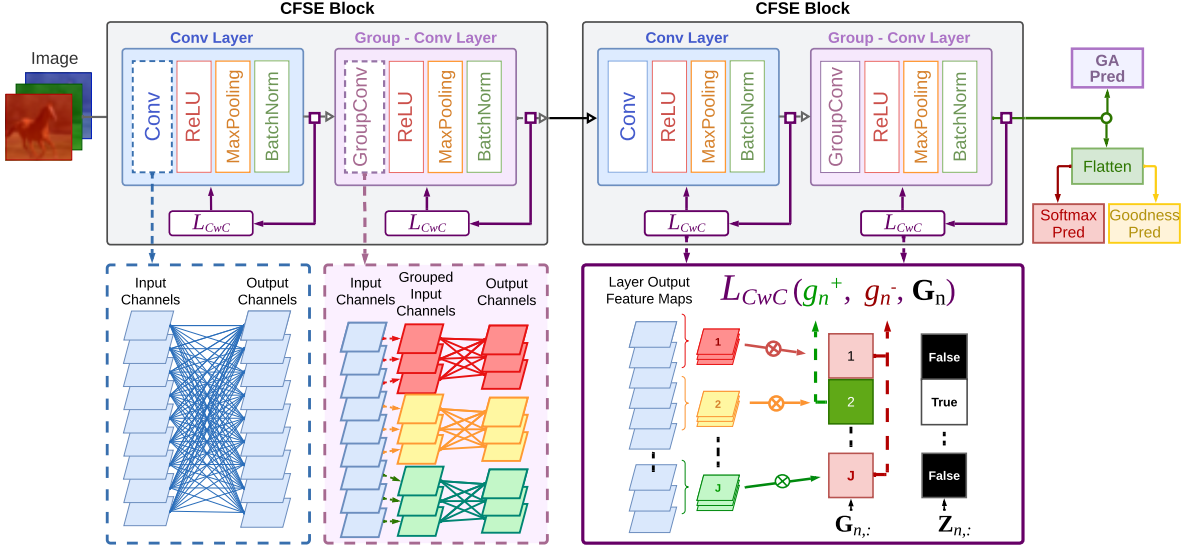 CFSE Block
CFSE Block
Image
Conv Layer
Group - Conv Layer
Conv Layer
Group - Conv Layer
Conv
ReLU
MaxPooling
BatchNorm
GroupConv
ReLU
MaxPooling
BatchNorm
Conv
ReLU
MaxPooling
BatchNorm
GroupConv
ReLU
MaxPooling
BatchNorm
L_CwC
L_CwC
L_CwC
L_CwC
GA
Pred
Flatten
Softmax
Pred
Goodness
Pred
Input
Channels
Output
Channels
Input
Channels
Grouped
Input
Channels
Output
Channels
Layer Output
Feature Maps
L_CwC (g_n^+, g_n^-, G_n)
1
2
J
1
2
J
False
True
False
G_n,:
Z_n,: